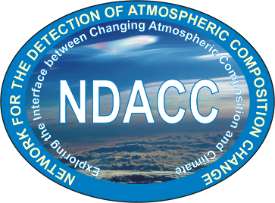 NETWORK FOR THE DETECTION OF ATMOSPHERIC COMPOSITION CHANGE
Exploring the Interface between Changing Atmospheric Composition and Climate
NDACC